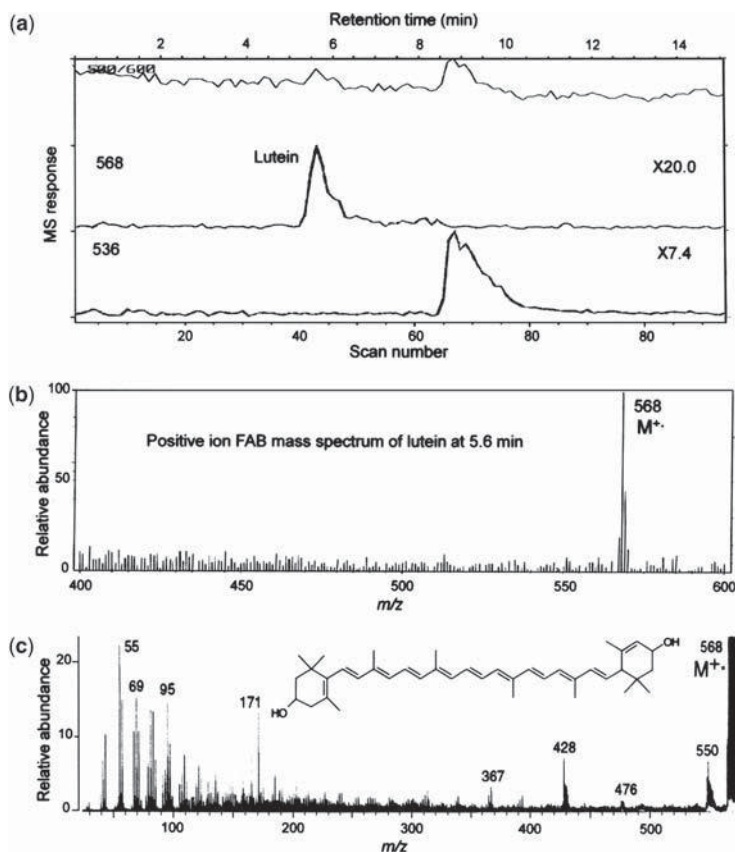 (a)
Retention time (min)
2 4 6 8 10 12 14
500/600
568
Lutein
X20.0
536
X7.4
MS response
20 40 60 80 80
Scan number
(b)
100
50
0
Relative abundance
Positive ion FAB mass spectrum of lutein at 5.6 min
568
M+·
400 450 500 550 600
m/z
(c)
20
10
0
Relative abundance
55
69
95
171
HO
OH
568
M+·
367
428
476
550
100 200 300 400 500
m/z